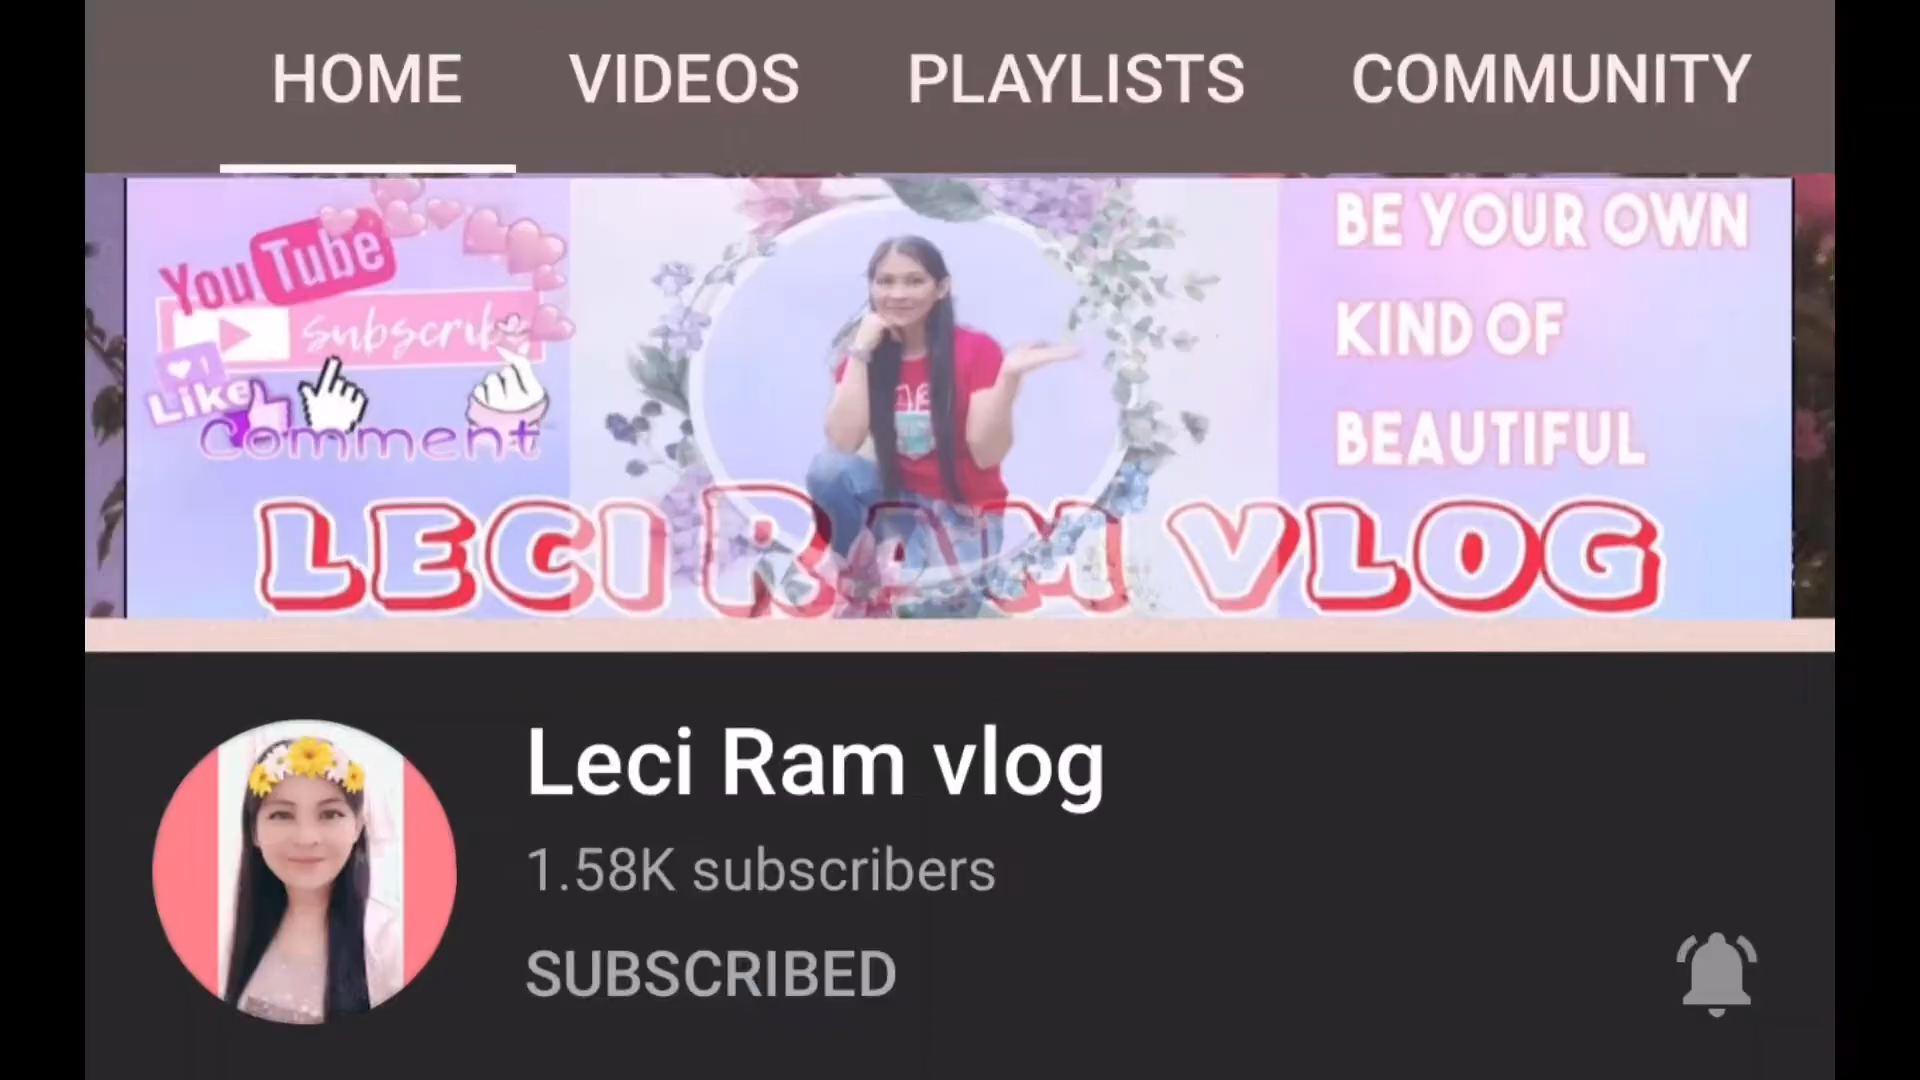 HOME VIDEOS PLAYLISTS COMMUNITY
YouTube
subscribe
Like
Comment
BE YOUR OWN
KIND OF
BEAUTIFUL
LECI RAM VLOG
Leci Ram vlog
1.58K subscribers
SUBSCRIBED